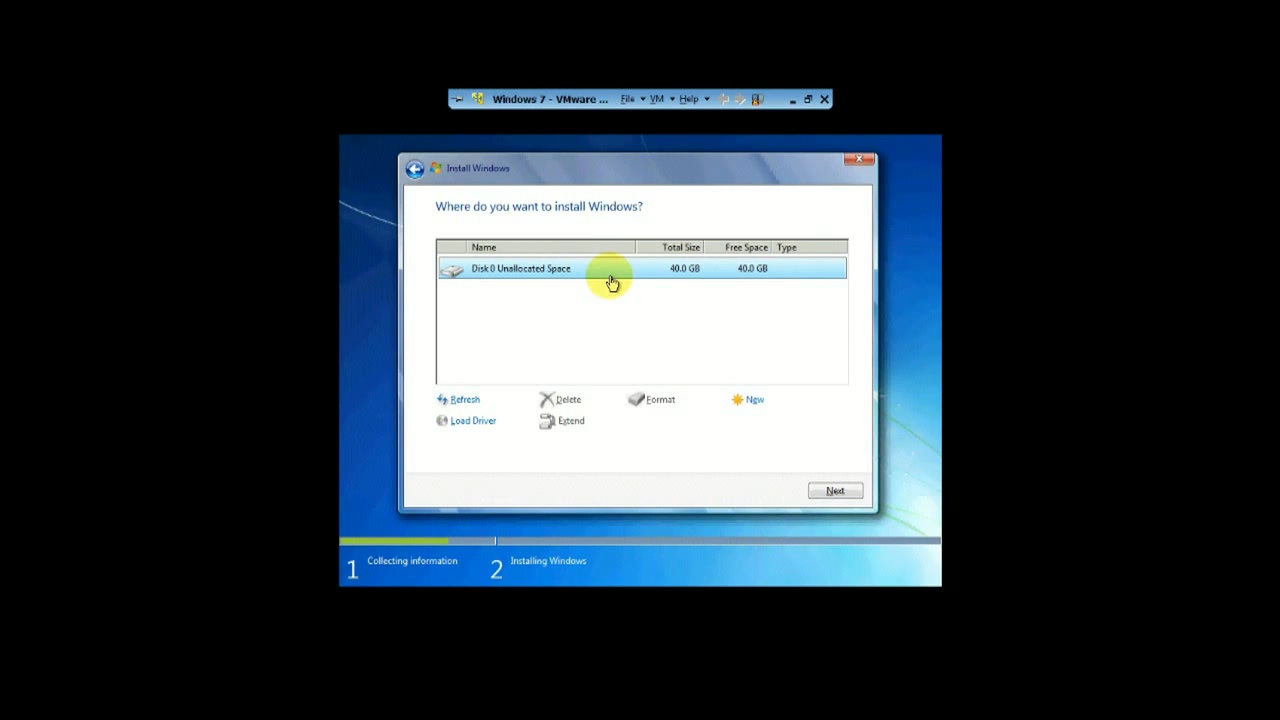 Windows 7 - VMware ... File VM Help
Install Windows
Where do you want to install Windows?
Name Total Size Free Space Type
Disk 0 Unallocated Space 40.0 GB 40.0 GB
Refresh Delete Format New
Load Driver Extend
Next
1 Collecting information 2 Installing Windows